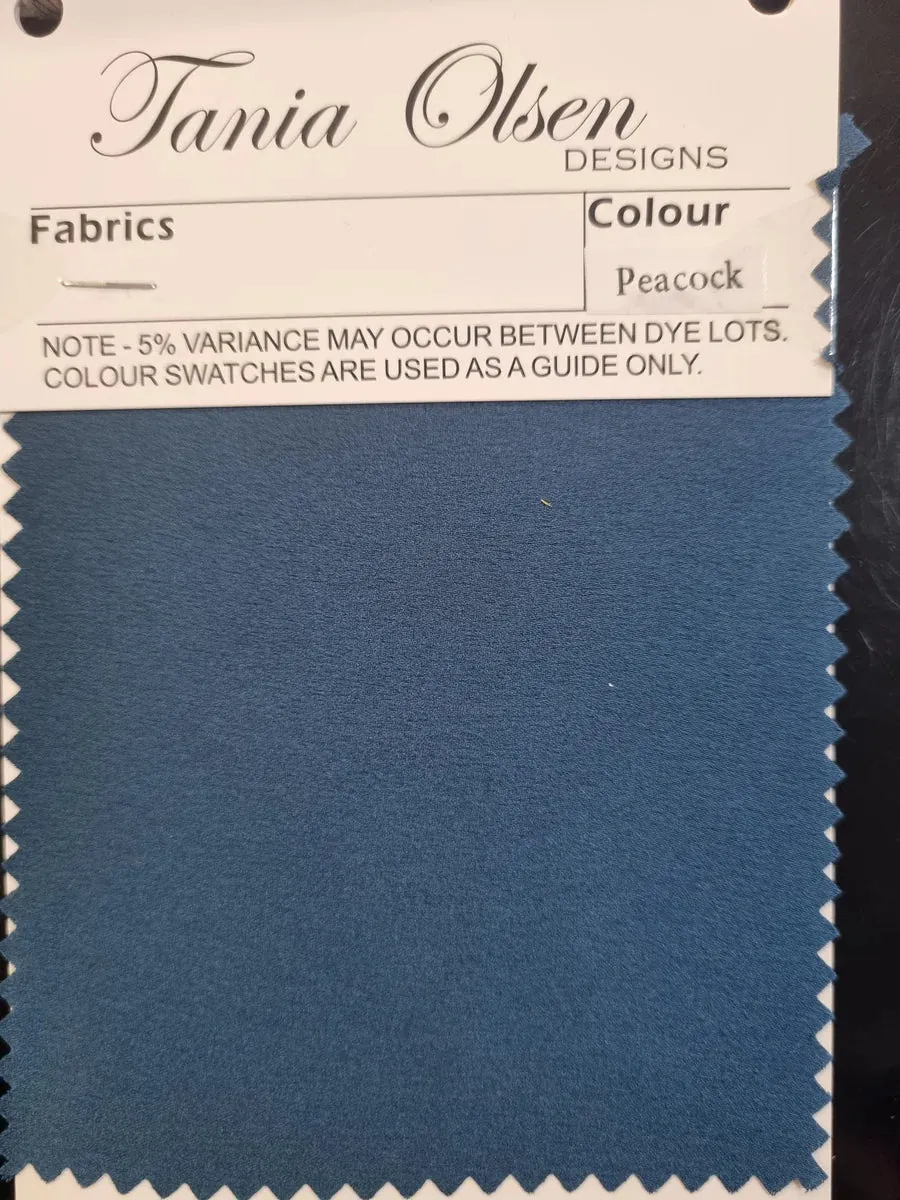 Tania Olsen
DESIGNS
Fabrics
Colour
Peacock
NOTE - 5% VARIANCE MAY OCCUR BETWEEN DYE LOTS.
COLOUR SWATCHES ARE USED AS A GUIDE ONLY.